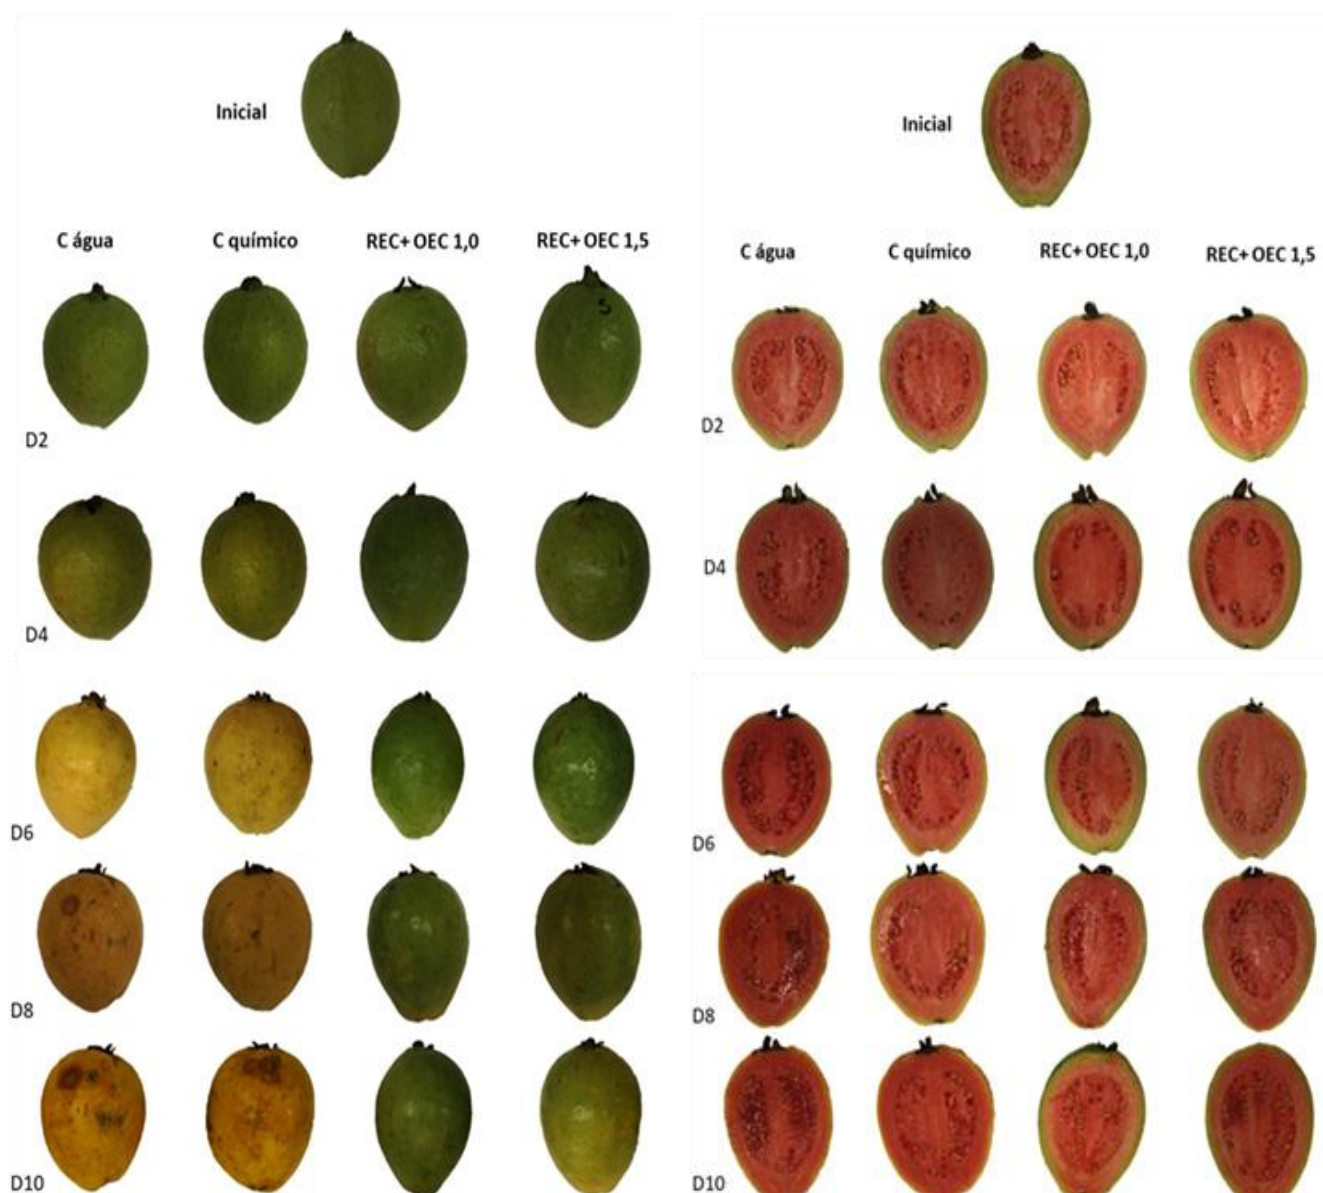 Inicial
C água C químico REC+ OEC 1,0 REC+ OEC 1,5
S
D2
D4
D6
D8
D10
Inicial
C água C químico REC+ OEC 1,0 REC+ OEC 1,5
D2
D4
D6
D8
D10